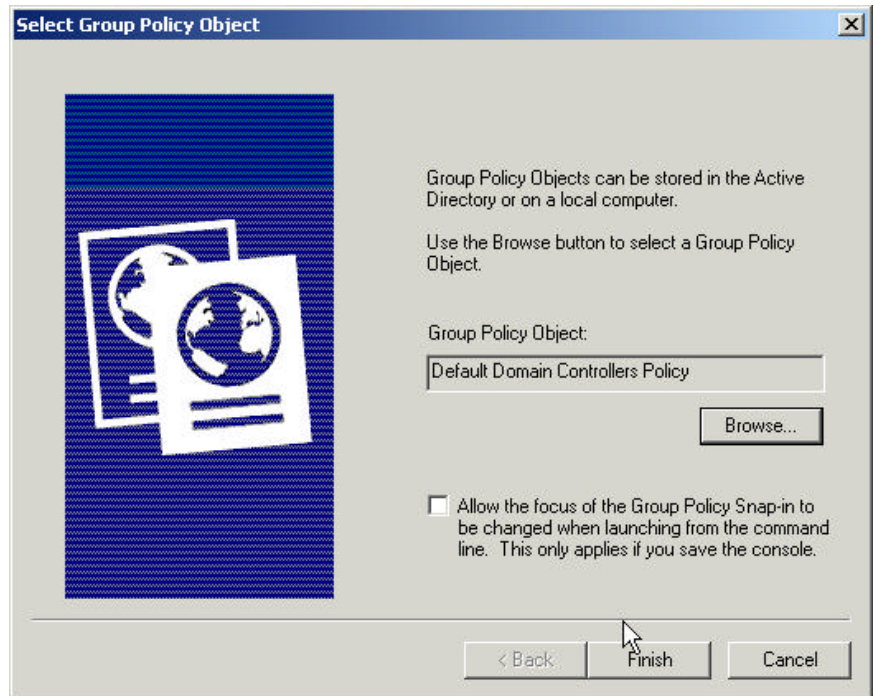 Select Group Policy Object
Group Policy Objects can be stored in the Active
Directory or on a local computer.
Use the Browse button to select a Group Policy
Object.
Group Policy Object:
Default Domain Controllers Policy
Browse...
Allow the focus of the Group Policy Snap-in to
be changed when launching from the command
line.  This only applies if you save the console.
< Back Finish Cancel